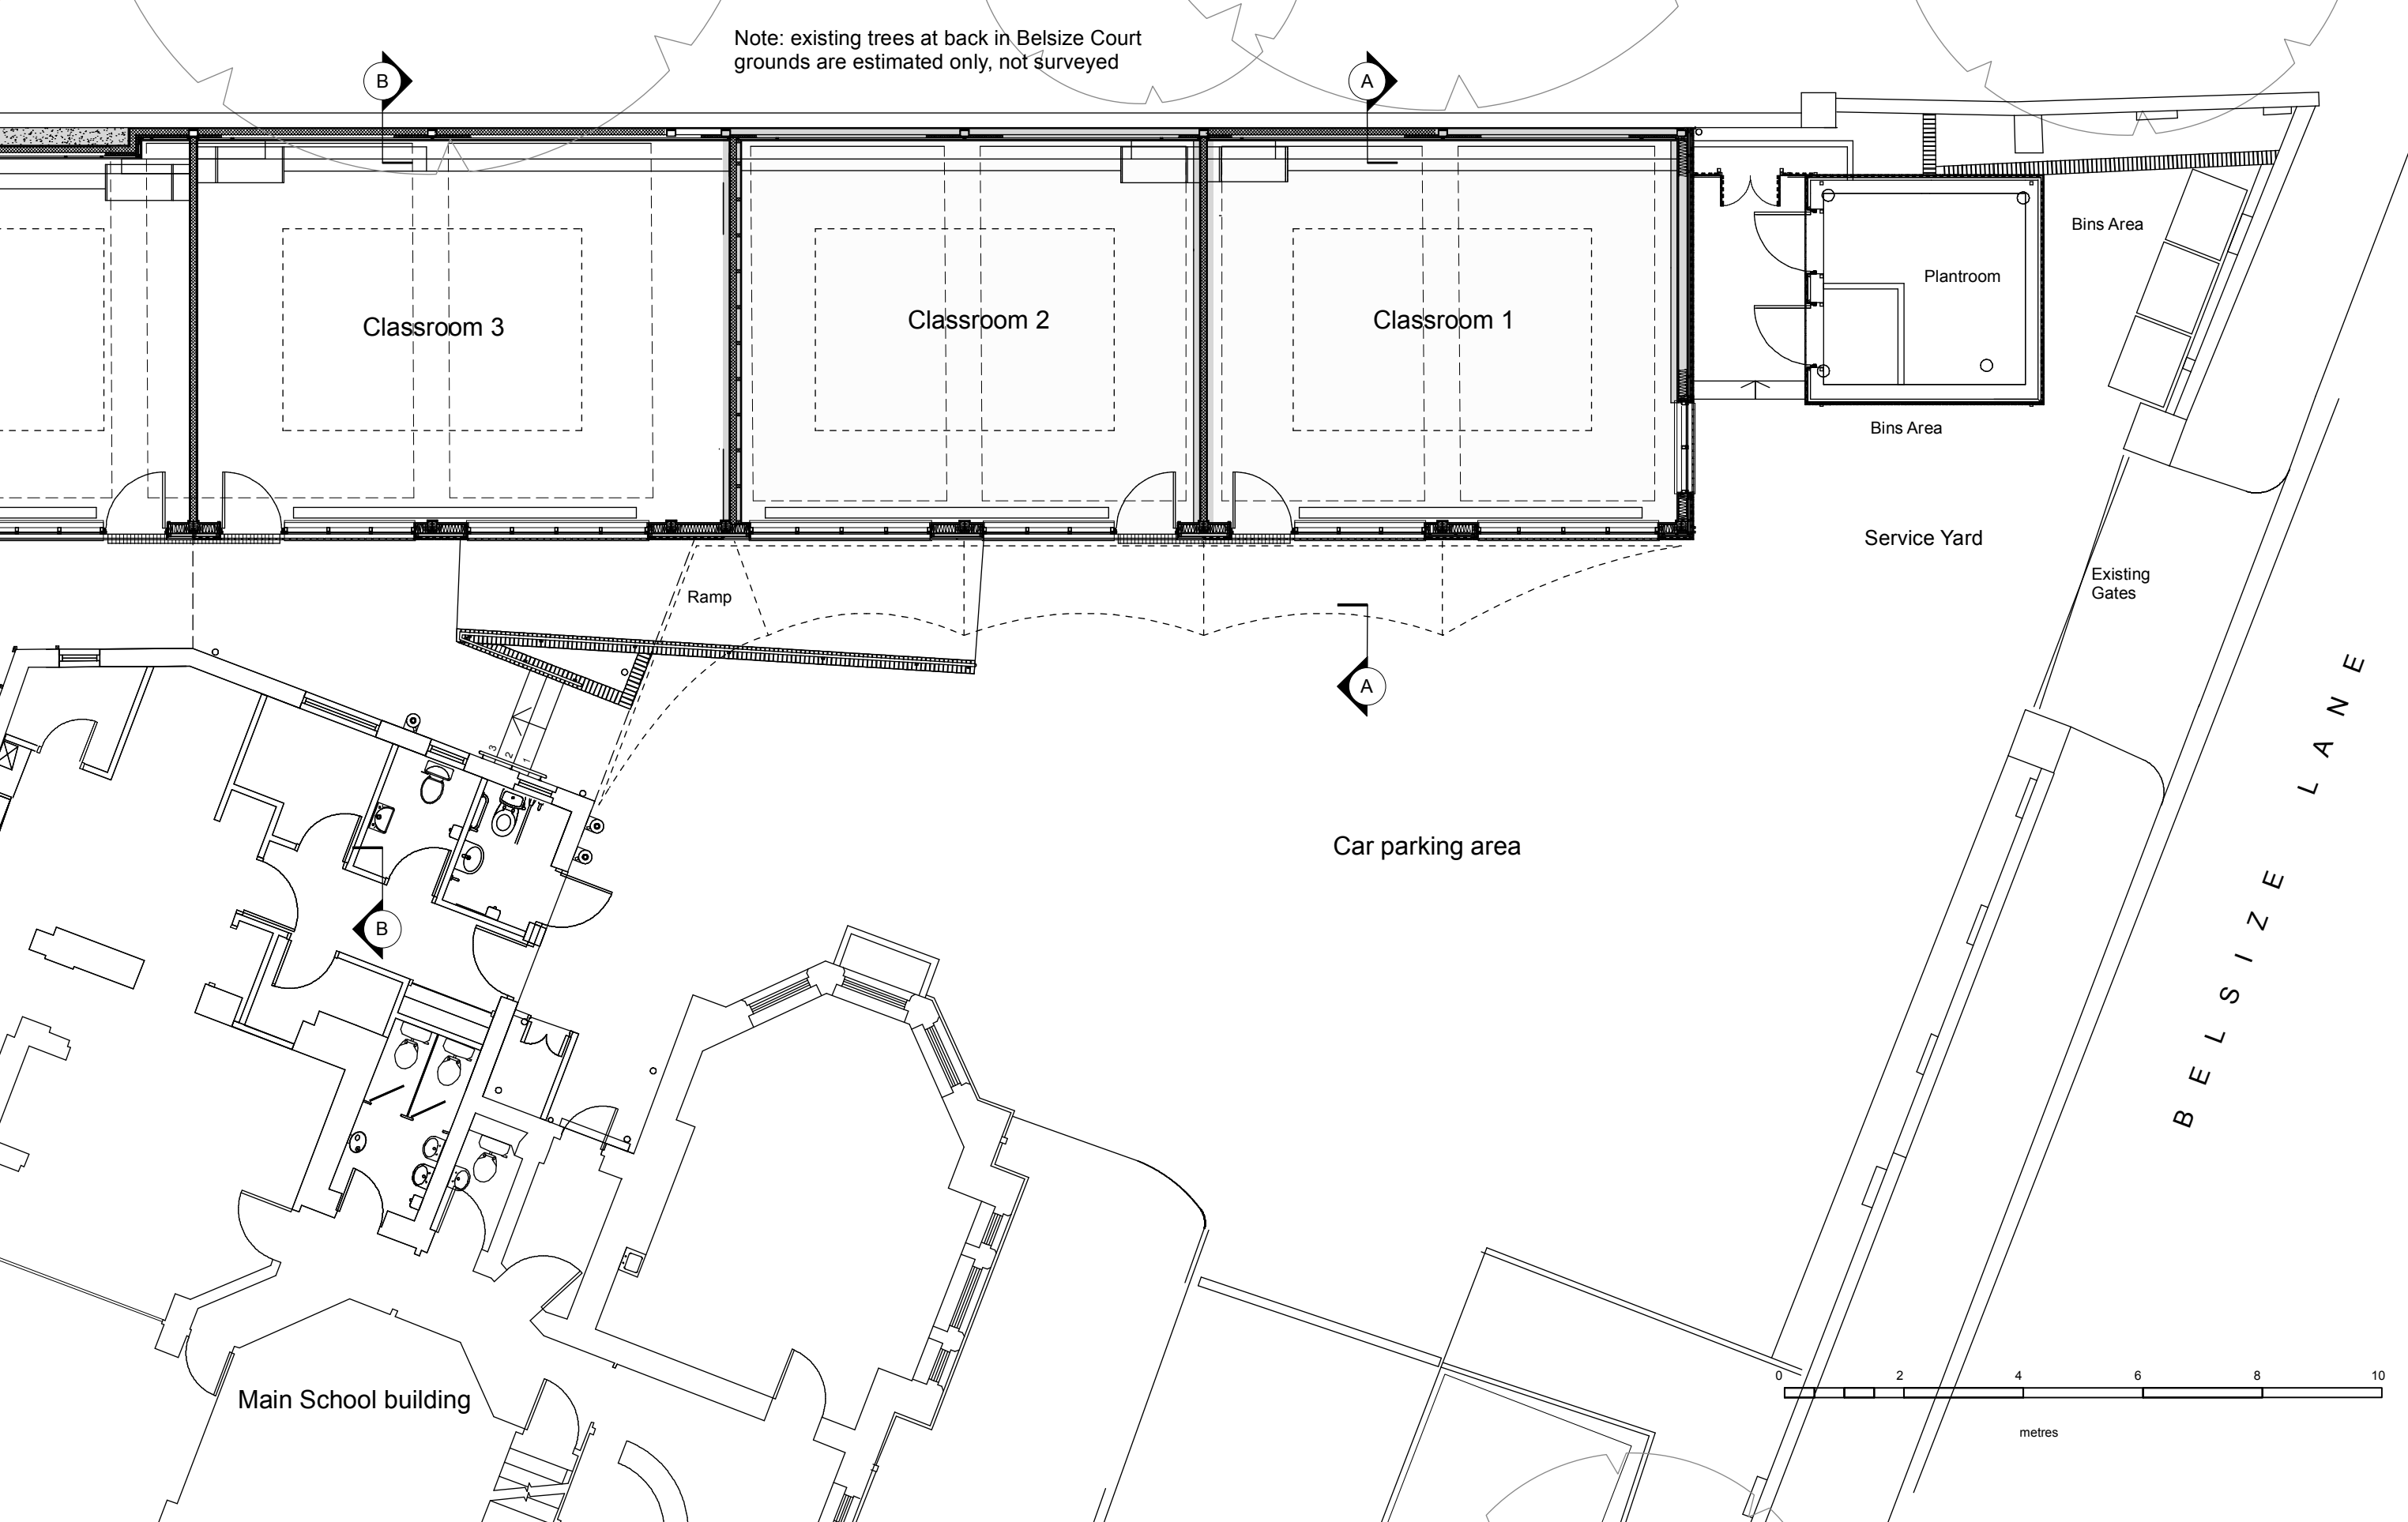 Note: existing trees at back in Belsize Court
grounds are estimated only, not surveyed
B
A
Bins Area
Plantroom
Classroom 3
Classroom 2
Classroom 1
Bins Area
Service Yard
Existing
Gates
Ramp
A
3
2
1
BELSIZE LANE
Car parking area
B
Main School building
0 2 4 6 8 10
metres